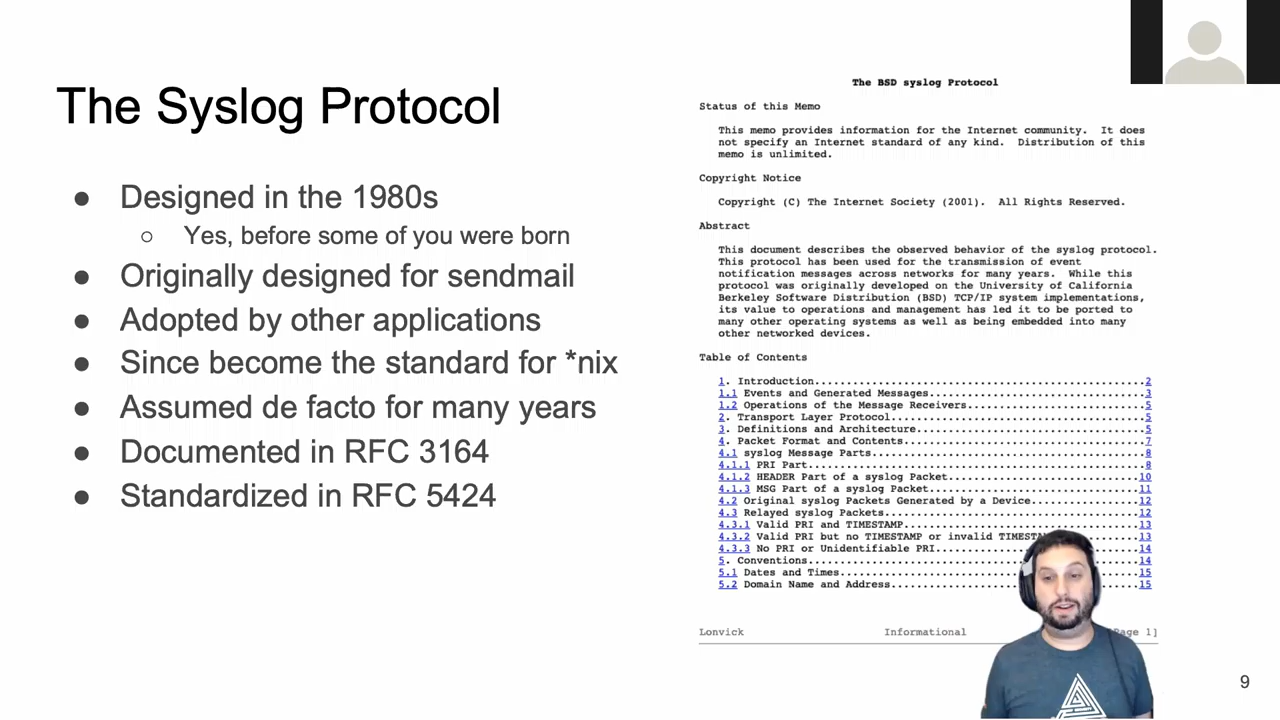 The Syslog Protocol
● Designed in the 1980s
○ Yes, before some of you were born
● Originally designed for sendmail
● Adopted by other applications
● Since become the standard for *nix
● Assumed de facto for many years
● Documented in RFC 3164
● Standardized in RFC 5424
The BSD syslog Protocol
Status of this Memo
This memo provides information for the Internet community.  It does
not specify an Internet standard of any kind.  Distribution of this
memo is unlimited.
Copyright Notice
Copyright (C) The Internet Society (2001).  All Rights Reserved.
Abstract
This document describes the observed behavior of the syslog protocol.
This protocol has been used for the transmission of event
notification messages across networks for many years.  While this
protocol was originally developed on the University of California
Berkeley Software Distribution (BSD) TCP/IP system implementations,
its value to operations and management has led it to be ported to
many other operating systems as well as being embedded into many
other networked devices.
Table of Contents
1. Introduction....................................................2
1.1 Events and Generated Messages..................................3
1.2 Operations of the Message Receivers............................5
2. Transport Layer Protocol........................................5
3. Definitions and Architecture....................................5
4. Packet Format and Contents......................................7
4.1 syslog Message Parts...........................................8
4.1.1 PRI Part.....................................................8
4.1.2 HEADER Part of a syslog Packet..............................10
4.1.3 MSG Part of a syslog Packet.................................11
4.2 Original syslog Packets Generated by a Device.................12
4.3 Relayed syslog Packets........................................12
4.3.1 Valid PRI and TIMESTAMP.....................................13
4.3.2 Valid PRI but no TIMESTAMP or invalid TIMESTA...............13
4.3.3 No PRI or Unidentifiable PRI................................14
5. Conventions....................................................14
5.1 Dates and Times...............................................15
5.2 Domain Name and Address.......................................15
Lonvick Informational Page 1]
9